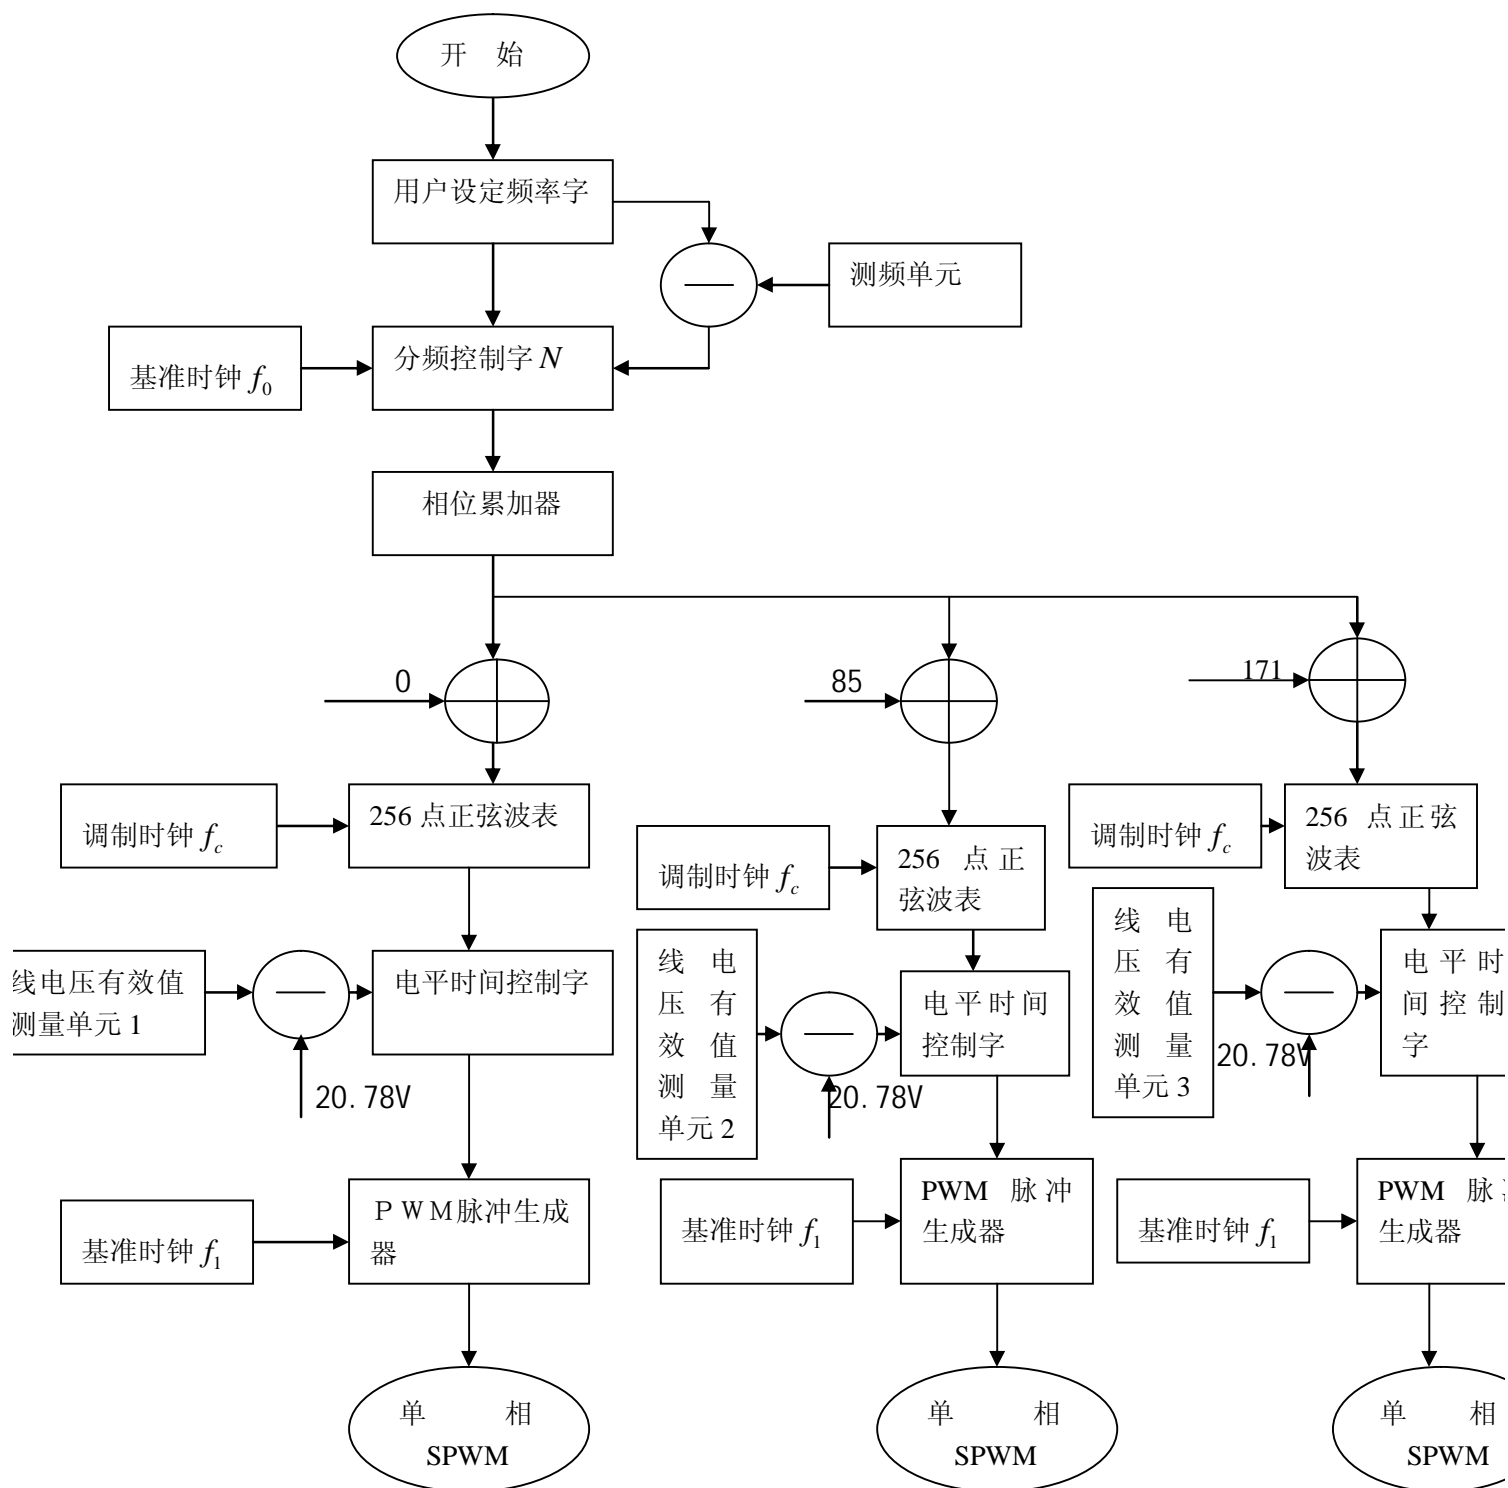 开 始
用户设定频率字
测频单元
基准时钟 f₀
分频控制字 N
相位累加器
0
85
171
调制时钟 f_c
256 点正弦波表
调制时钟 f_c
256 点 正
弦波表
调制时钟 f_c
256 点正弦
波表
线电压有效值
测量单元 1
电平时间控制字
20.78V
线 电
压 有
效 值
测 量
单元 2
电平时间
控制字
20.78V
线 电
压 有
效 值
测 量
单元 3
电平时
间控制
字
20.78V
基准时钟 f₁
ＰＷＭ脉冲生成
器
基准时钟 f₁
PWM 脉冲
生成器
基准时钟 f₁
PWM 脉
生成器
单 相
SPWM
单 相
SPWM
单 相
SPWM